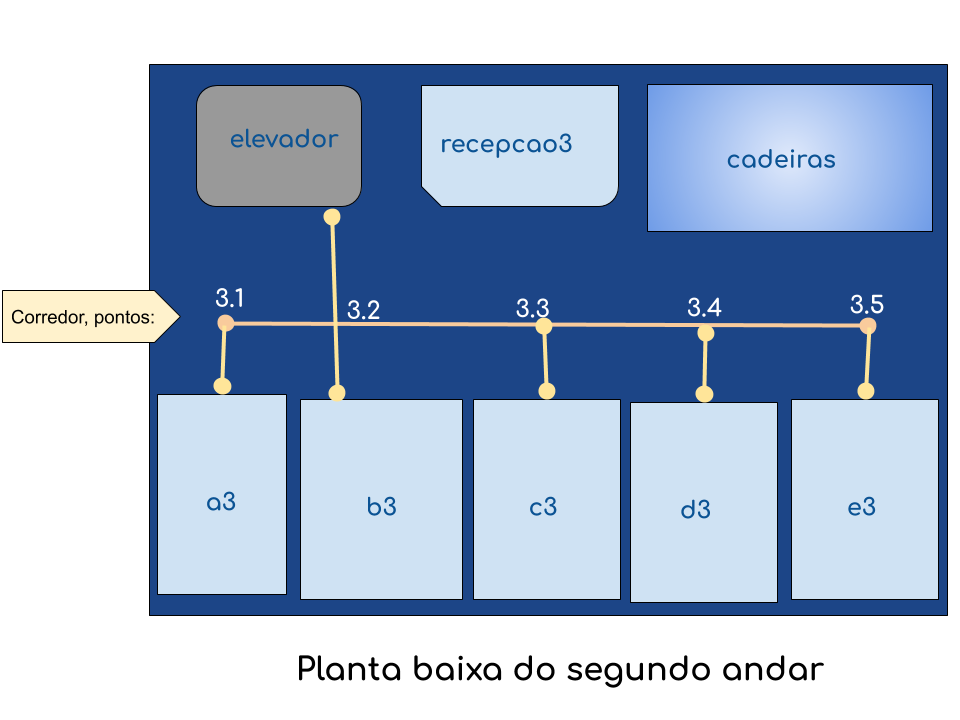 elevador
recepcao3
cadeiras
Corredor, pontos:
3.1
3.2
3.3
3.4
3.5
a3
b3
c3
d3
e3
Planta baixa do segundo andar